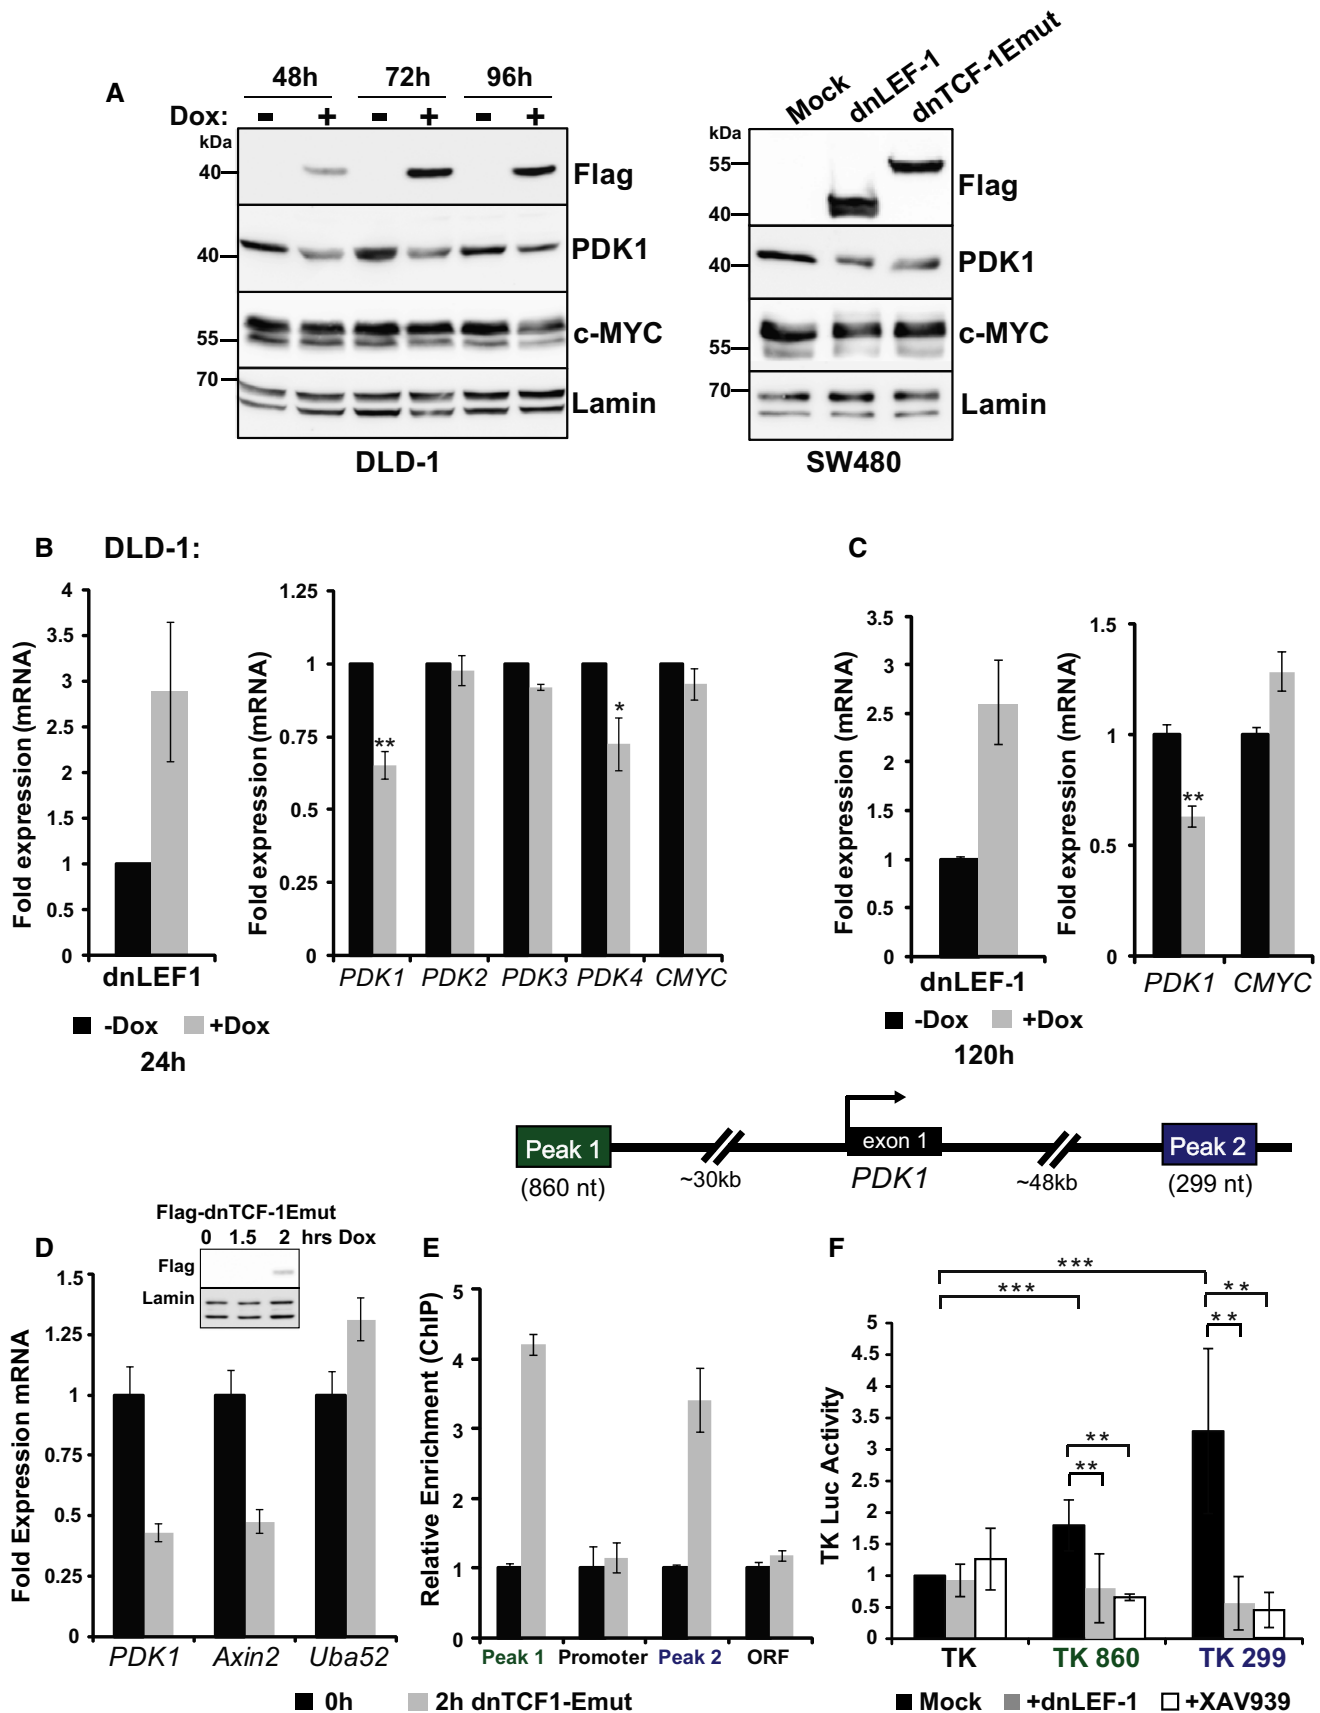 A
48h 72h 96h
Dox: - + - + - +
kDa
40
Flag
40
PDK1
55
c-MYC
70
Lamin
DLD-1
Mock dnLEF-1 dnTCF-1Emut
kDa
55
40
Flag
40
PDK1
55
c-MYC
70
Lamin
SW480
B DLD-1:
Fold expression (mRNA)
4
3.5
3
2.5
2
1.5
1
0.5
0
dnLEF1
Fold expression (mRNA)
1.25
1
0.75
0.5
0.25
0
** *
PDK1 PDK2 PDK3 PDK4 CMYC
-Dox +Dox
24h
C
Fold expression (mRNA)
3.5
3
2.5
2
1.5
1
0.5
0
dnLEF-1
Fold expression (mRNA)
1.5
1
0.5
0
**
PDK1 CMYC
-Dox +Dox
120h
Peak 1 exon 1 Peak 2
(860 nt) ~30kb PDK1 ~48kb (299 nt)
D
Flag-dnTCF-1Emut
0 1.5 2 hrs Dox
Flag
Lamin
Fold Expression mRNA
1.5
1.25
1
0.75
0.5
0.25
0
PDK1 Axin2 Uba52
E
Relative Enrichment (ChIP)
5
4
3
2
1
0
Peak 1 Promoter Peak 2 ORF
0h 2h dnTCF1-Emut
F
TK Luc Activity
5
4.5
4
3.5
3
2.5
2
1.5
1
0.5
0
***
***
**
**
**
**
TK TK 860 TK 299
Mock +dnLEF-1 +XAV939